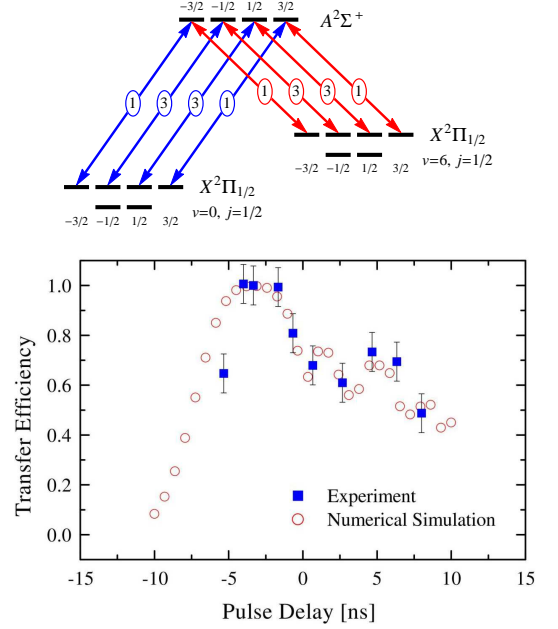 −3/2 −1/2 1/2 3/2 A²Σ⁺
1 3 3 1 1 3 3 1
X²Π₁/₂
−3/2 −1/2 1/2 3/2
v=6, j=1/2
X²Π₁/₂
−3/2 −1/2 1/2 3/2
v=0, j=1/2
1.0
0.8
0.6
0.4
0.2
0.0
Transfer Efficiency
Experiment
Numerical Simulation
−15 −10 −5 0 5 10 15
Pulse Delay [ns]